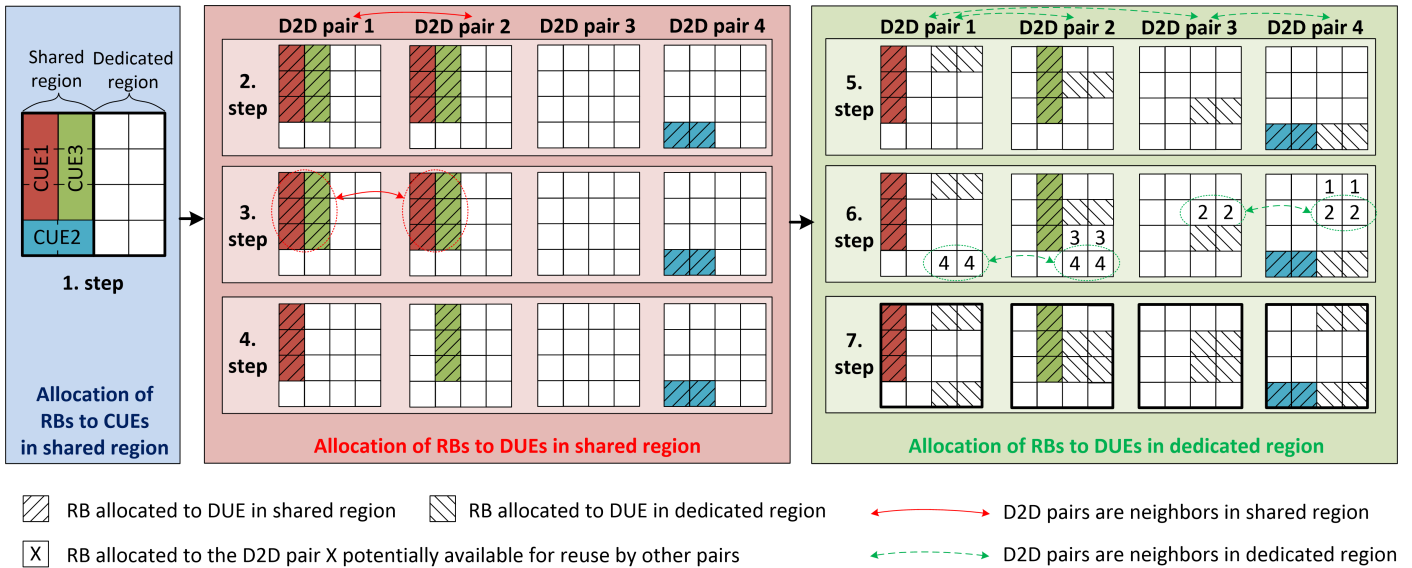 Shared region
Dedicated region
CUE1
CUE3
CUE2
1. step
Allocation of
RBs to CUEs
in shared region
D2D pair 1
D2D pair 2
D2D pair 3
D2D pair 4
2.
step
3.
step
4.
step
Allocation of RBs to DUEs in shared region
D2D pair 1
D2D pair 2
D2D pair 3
D2D pair 4
5.
step
6.
step
1 1
2 2
2 2
3 3
4 4
4 4
7.
step
Allocation of RBs to DUEs in dedicated region
RB allocated to DUE in shared region
RB allocated to DUE in dedicated region
D2D pairs are neighbors in shared region
X
RB allocated to the D2D pair X potentially available for reuse by other pairs
D2D pairs are neighbors in dedicated region